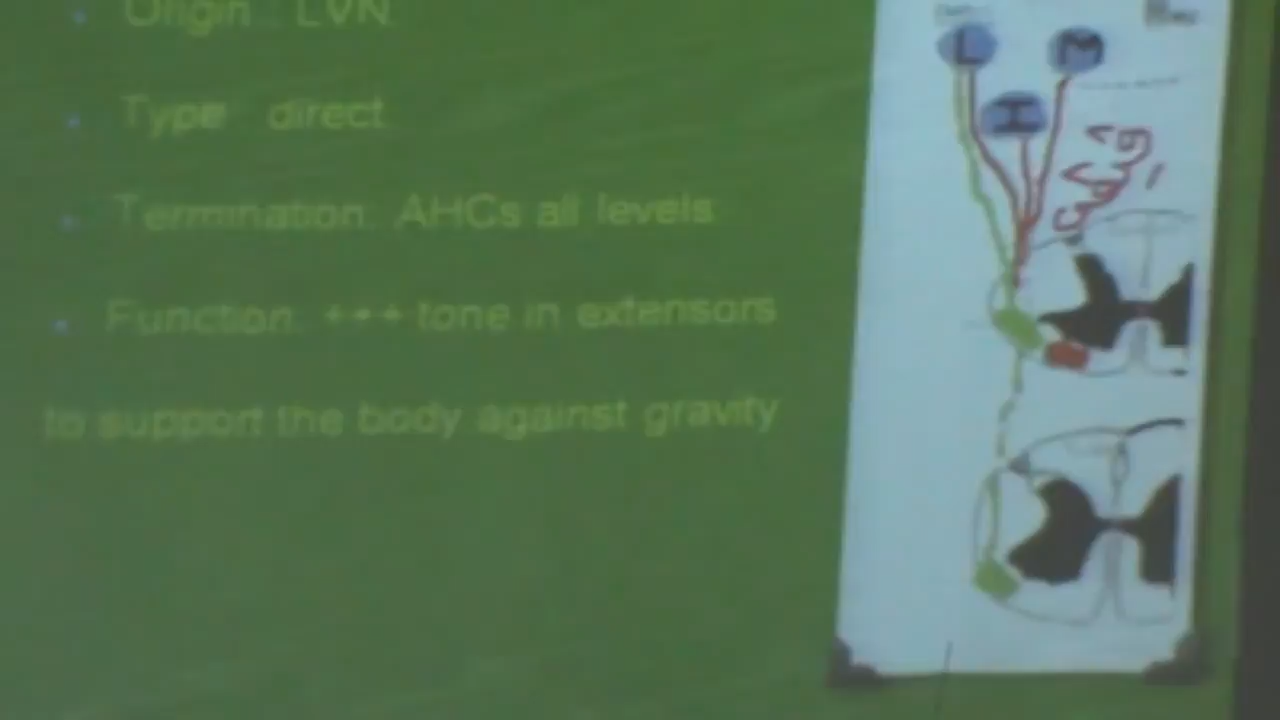 Origin LVN
Type direct
Termination AHCs all levels
Function +++ tone in extensors
to support the body against gravity
L M
H